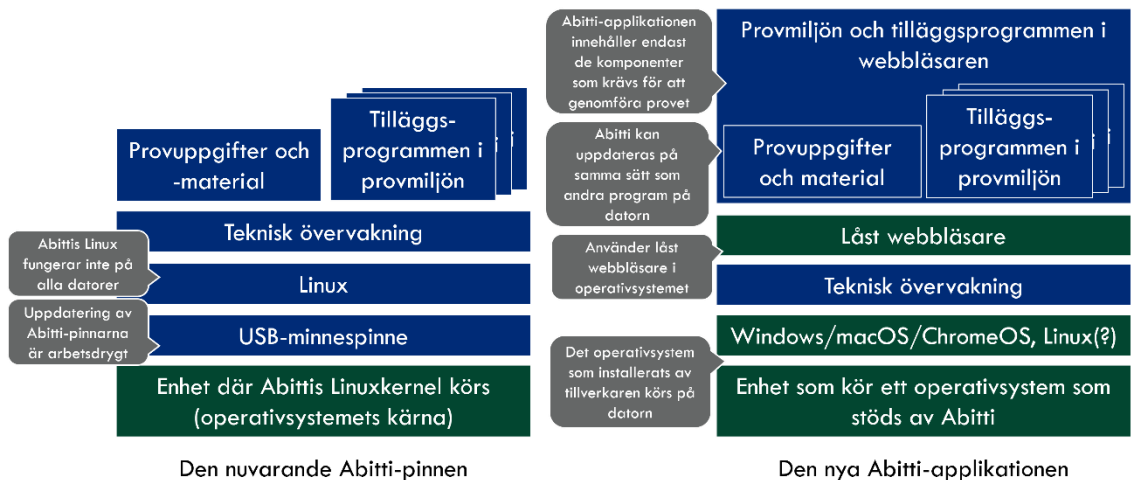 Provuppgifter och
-material
Tilläggs-
programmen i
provmiljön
Teknisk övervakning
Abittis Linux
fungerar inte på
alla datorer
Linux
Uppdatering av
Abitti-pinnarna
är arbetsdrygt
USB-minnespinne
Enhet där Abittis Linuxkernel körs
(operativsystemets kärna)
Den nuvarande Abitti-pinnen
Abitti-applikationen
innehåller endast
de komponenter
som krävs för att
genomföra provet
Provmiljön och tilläggsprogrammen i
webbläsaren
Abitti kan
uppdateras på
samma sätt som
andra program på
datorn
Provuppgifter
och material
Tilläggs-
programmen i
provmiljön
Använder låst
webbläsare i
operativsystemet
Låst webbläsare
Teknisk övervakning
Windows/macOS/ChromeOS, Linux(?)
Det operativsystem
som installerats av
tillverkaren körs på
datorn
Enhet som kör ett operativsystem som
stöds av Abitti
Den nya Abitti-applikationen